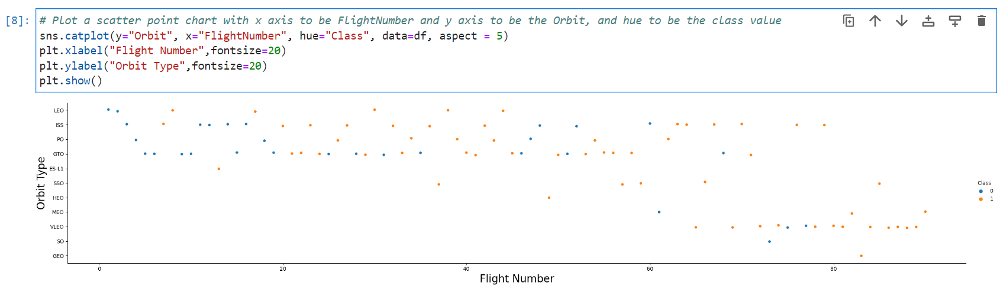 [8]:
# Plot a scatter point chart with x axis to be FlightNumber and y axis to be the Orbit, and hue to be the class value
sns.catplot(y="Orbit", x="FlightNumber", hue="Class", data=df, aspect = 5)
plt.xlabel("Flight Number",fontsize=20)
plt.ylabel("Orbit Type",fontsize=20)
plt.show()
Orbit Type
LEO
ISS
PO
GTO
ES-L1
SSO
HEO
MEO
VLEO
SO
GEO
Class
0
1
0 20 40 60 80
Flight Number